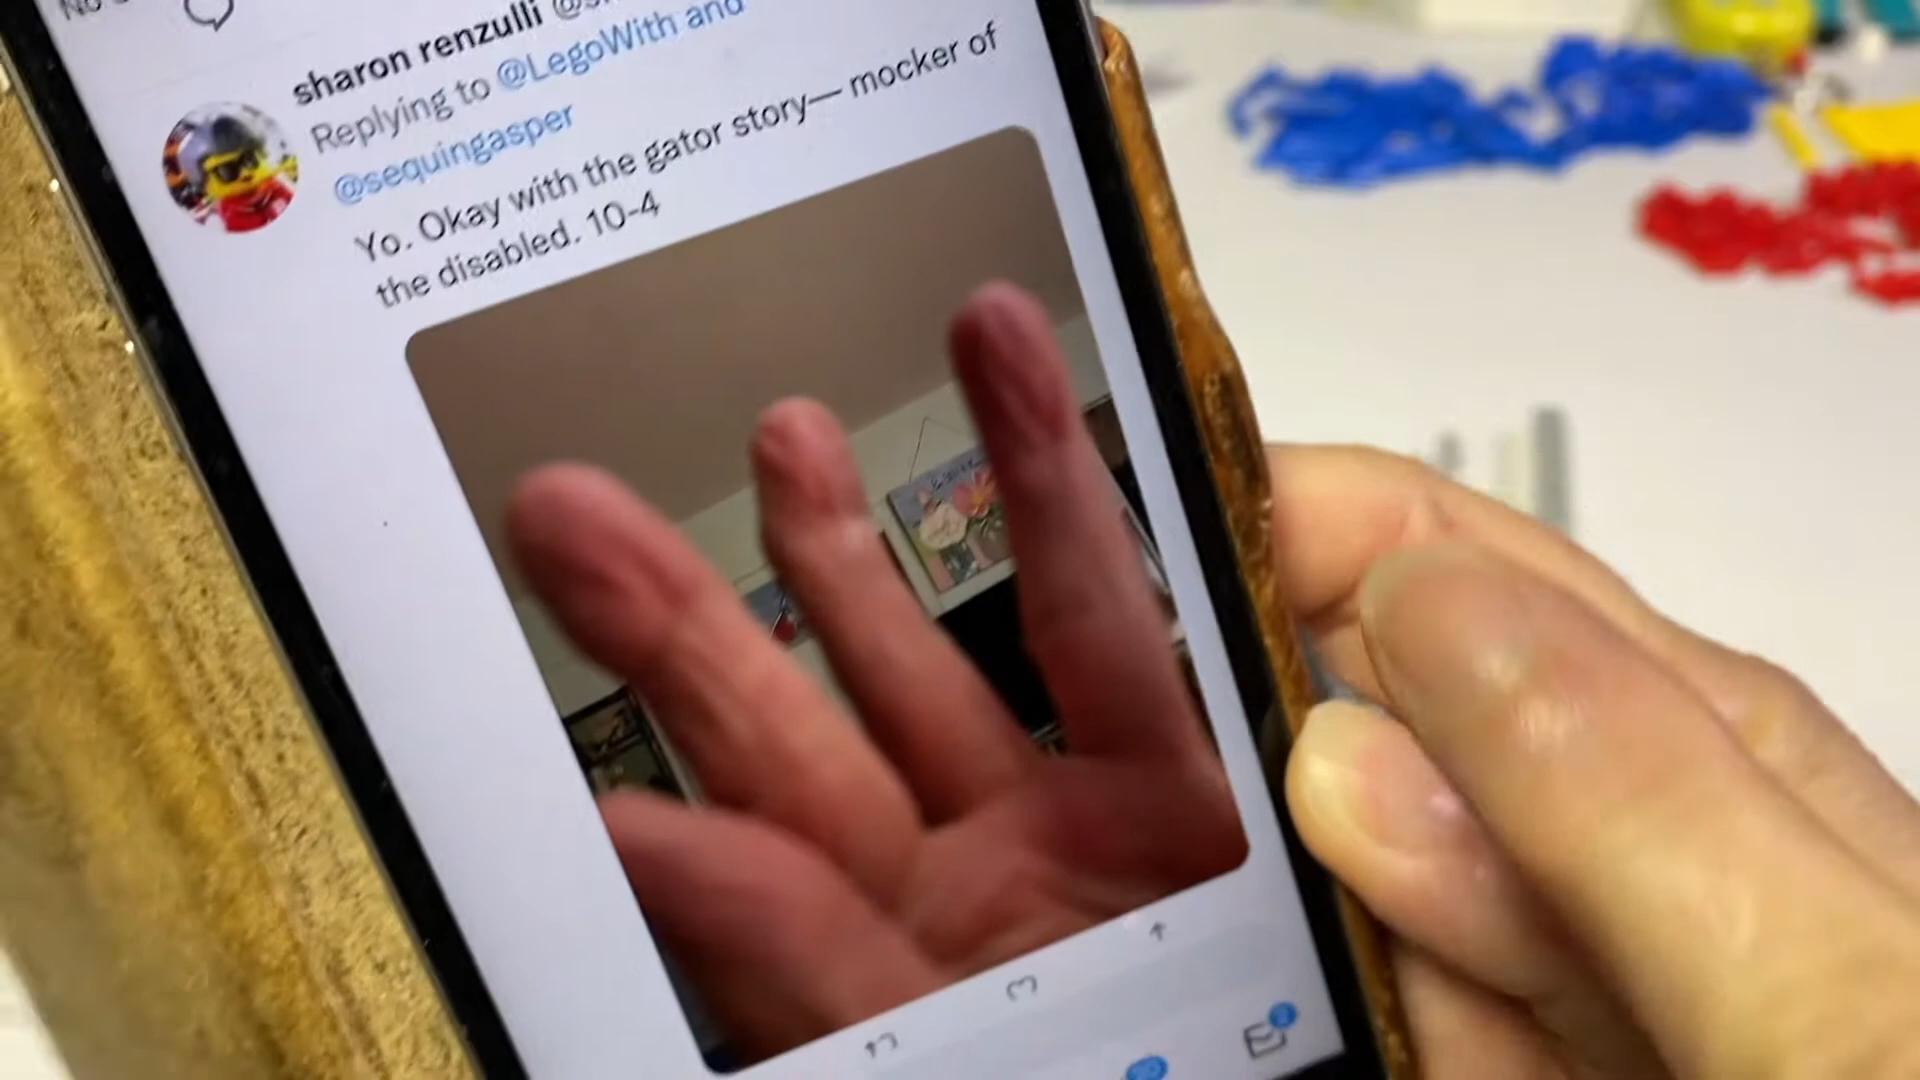 No
sharon renzulli
Replying to @LegoWith and
@sequingasper
Yo. Okay with the gator story— mocker of
the disabled. 10-4